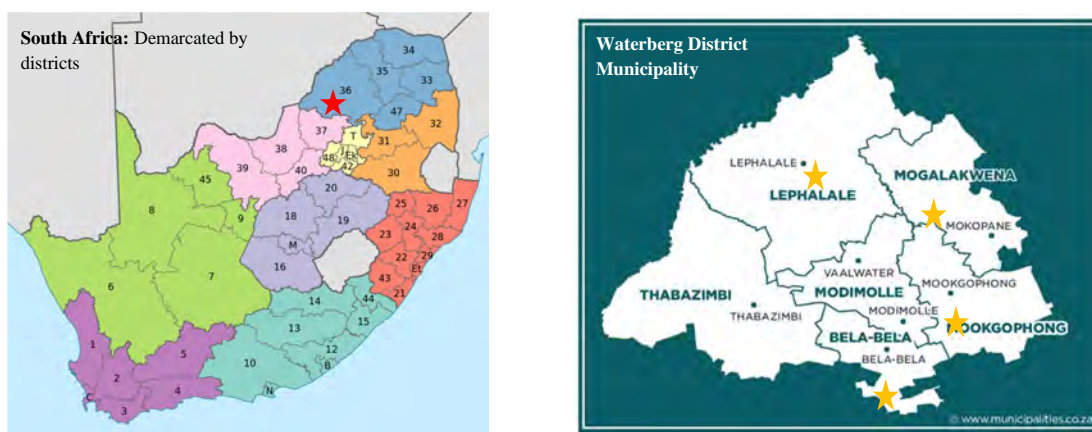 South Africa: Demarcated by
districts
34
35
33
36
47
37
T
32
31
38
J
Ek
48
42
39
40
30
45
20
27
8
25
26
9
18
19
24
23
28
M
22
29
7
Et
16
43
6
21
44
14
15
13
1
5
12
10
B
2
4
N
C
3
Waterberg District
Municipality
LEPHALALE
LEPHALALE
MOGALAKWENA
MOKOPANE
VAALWATER
MOOKGOPHONG
THABAZIMBI
MODIMOLLE
THABAZIMBI
MODIMOLLE
MOOKGOPHONG
BELA-BELA
BELA-BELA
© www.municipalities.co.za